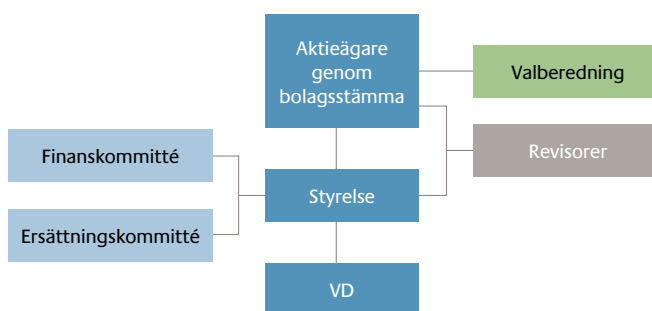 Aktieägare
genom
bolagsstämma
Valberedning
Finanskommitté
Revisorer
Styrelse
Ersättningskommitté
VD